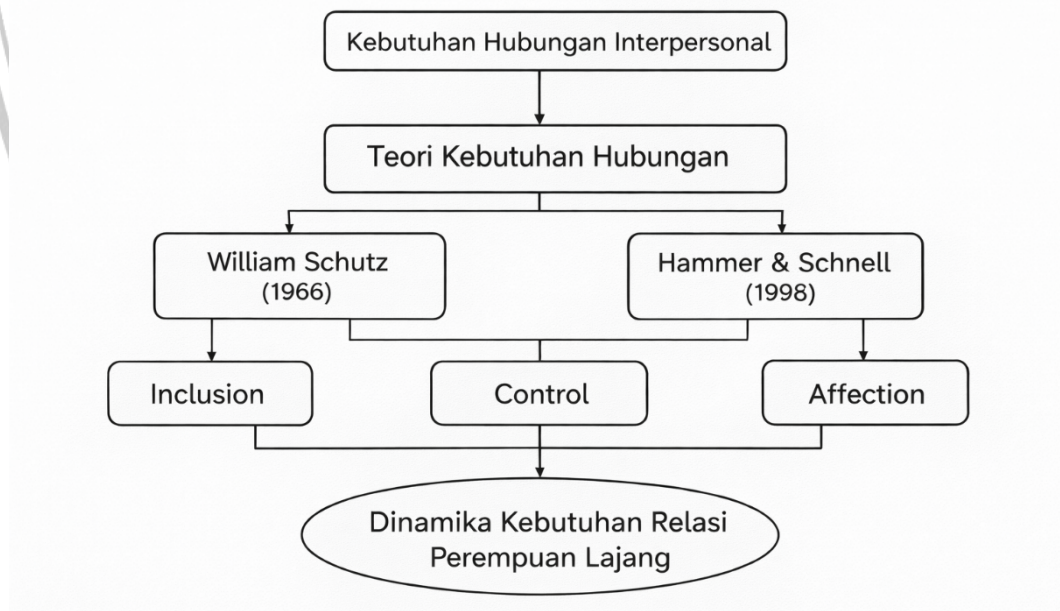 Kebutuhan Hubungan Interpersonal
Teori Kebutuhan Hubungan
William Schutz
(1966)
Hammer & Schnell
(1998)
Inclusion
Control
Affection
Dinamika Kebutuhan Relasi
Perempuan Lajang